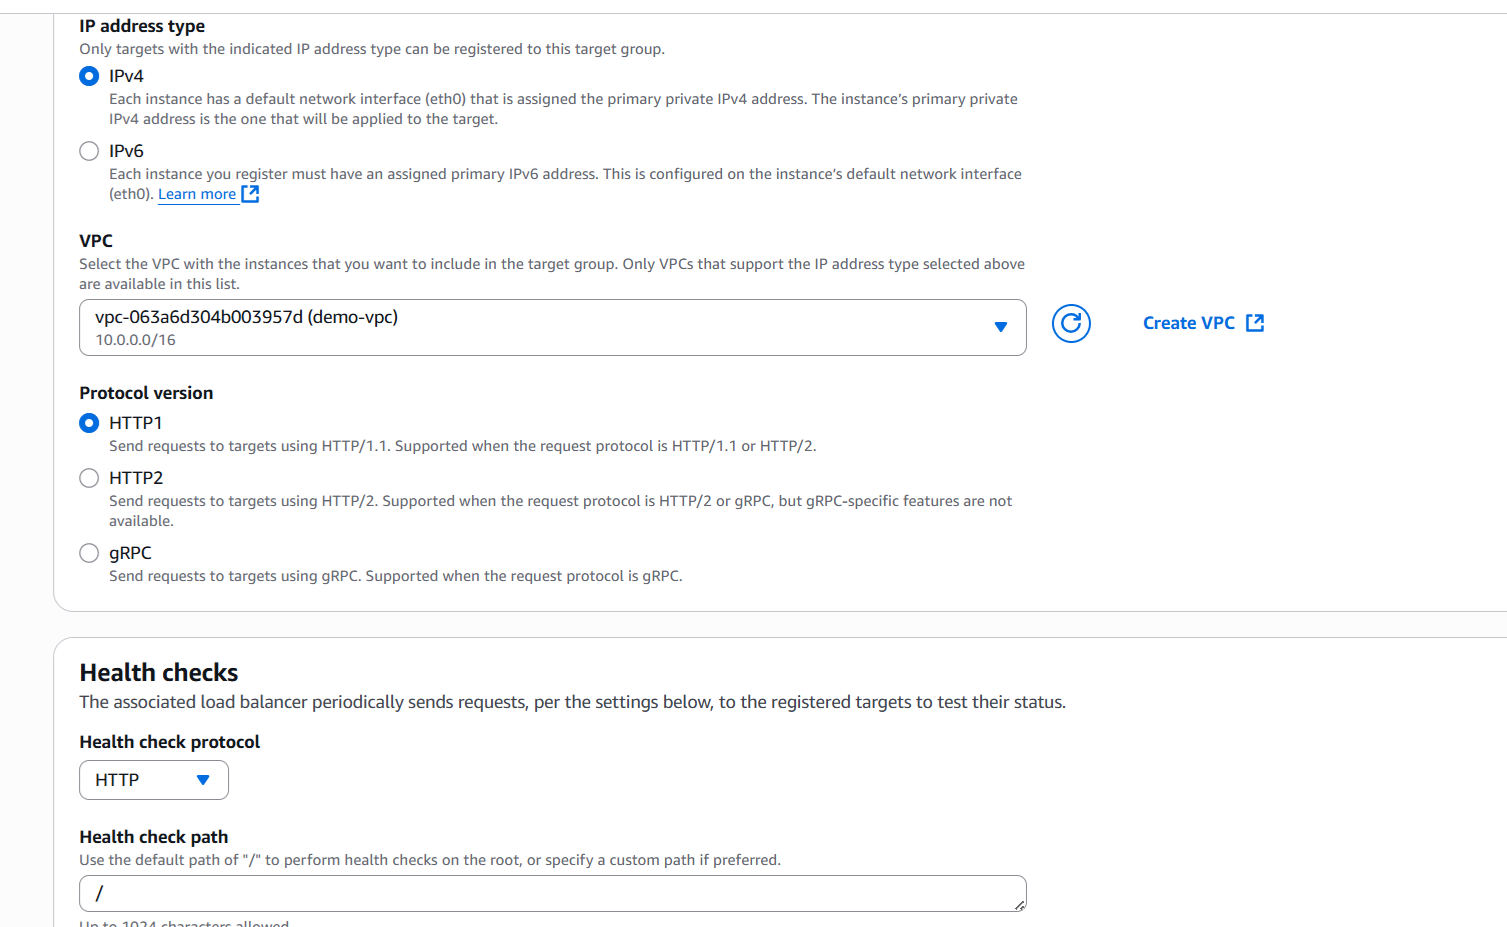 IP address type
Only targets with the indicated IP address type can be registered to this target group.
IPv4
Each instance has a default network interface (eth0) that is assigned the primary private IPv4 address. The instance’s primary private
IPv4 address is the one that will be applied to the target.
IPv6
Each instance you register must have an assigned primary IPv6 address. This is configured on the instance’s default network interface
(eth0). Learn more
VPC
Select the VPC with the instances that you want to include in the target group. Only VPCs that support the IP address type selected above
are available in this list.
vpc-063a6d304b003957d (demo-vpc)
10.0.0.0/16
Create VPC
Protocol version
HTTP1
Send requests to targets using HTTP/1.1. Supported when the request protocol is HTTP/1.1 or HTTP/2.
HTTP2
Send requests to targets using HTTP/2. Supported when the request protocol is HTTP/2 or gRPC, but gRPC-specific features are not
available.
gRPC
Send requests to targets using gRPC. Supported when the request protocol is gRPC.
Health checks
The associated load balancer periodically sends requests, per the settings below, to the registered targets to test their status.
Health check protocol
HTTP
Health check path
Use the default path of "/" to perform health checks on the root, or specify a custom path if preferred.
/
Up to 1024 characters allowed.